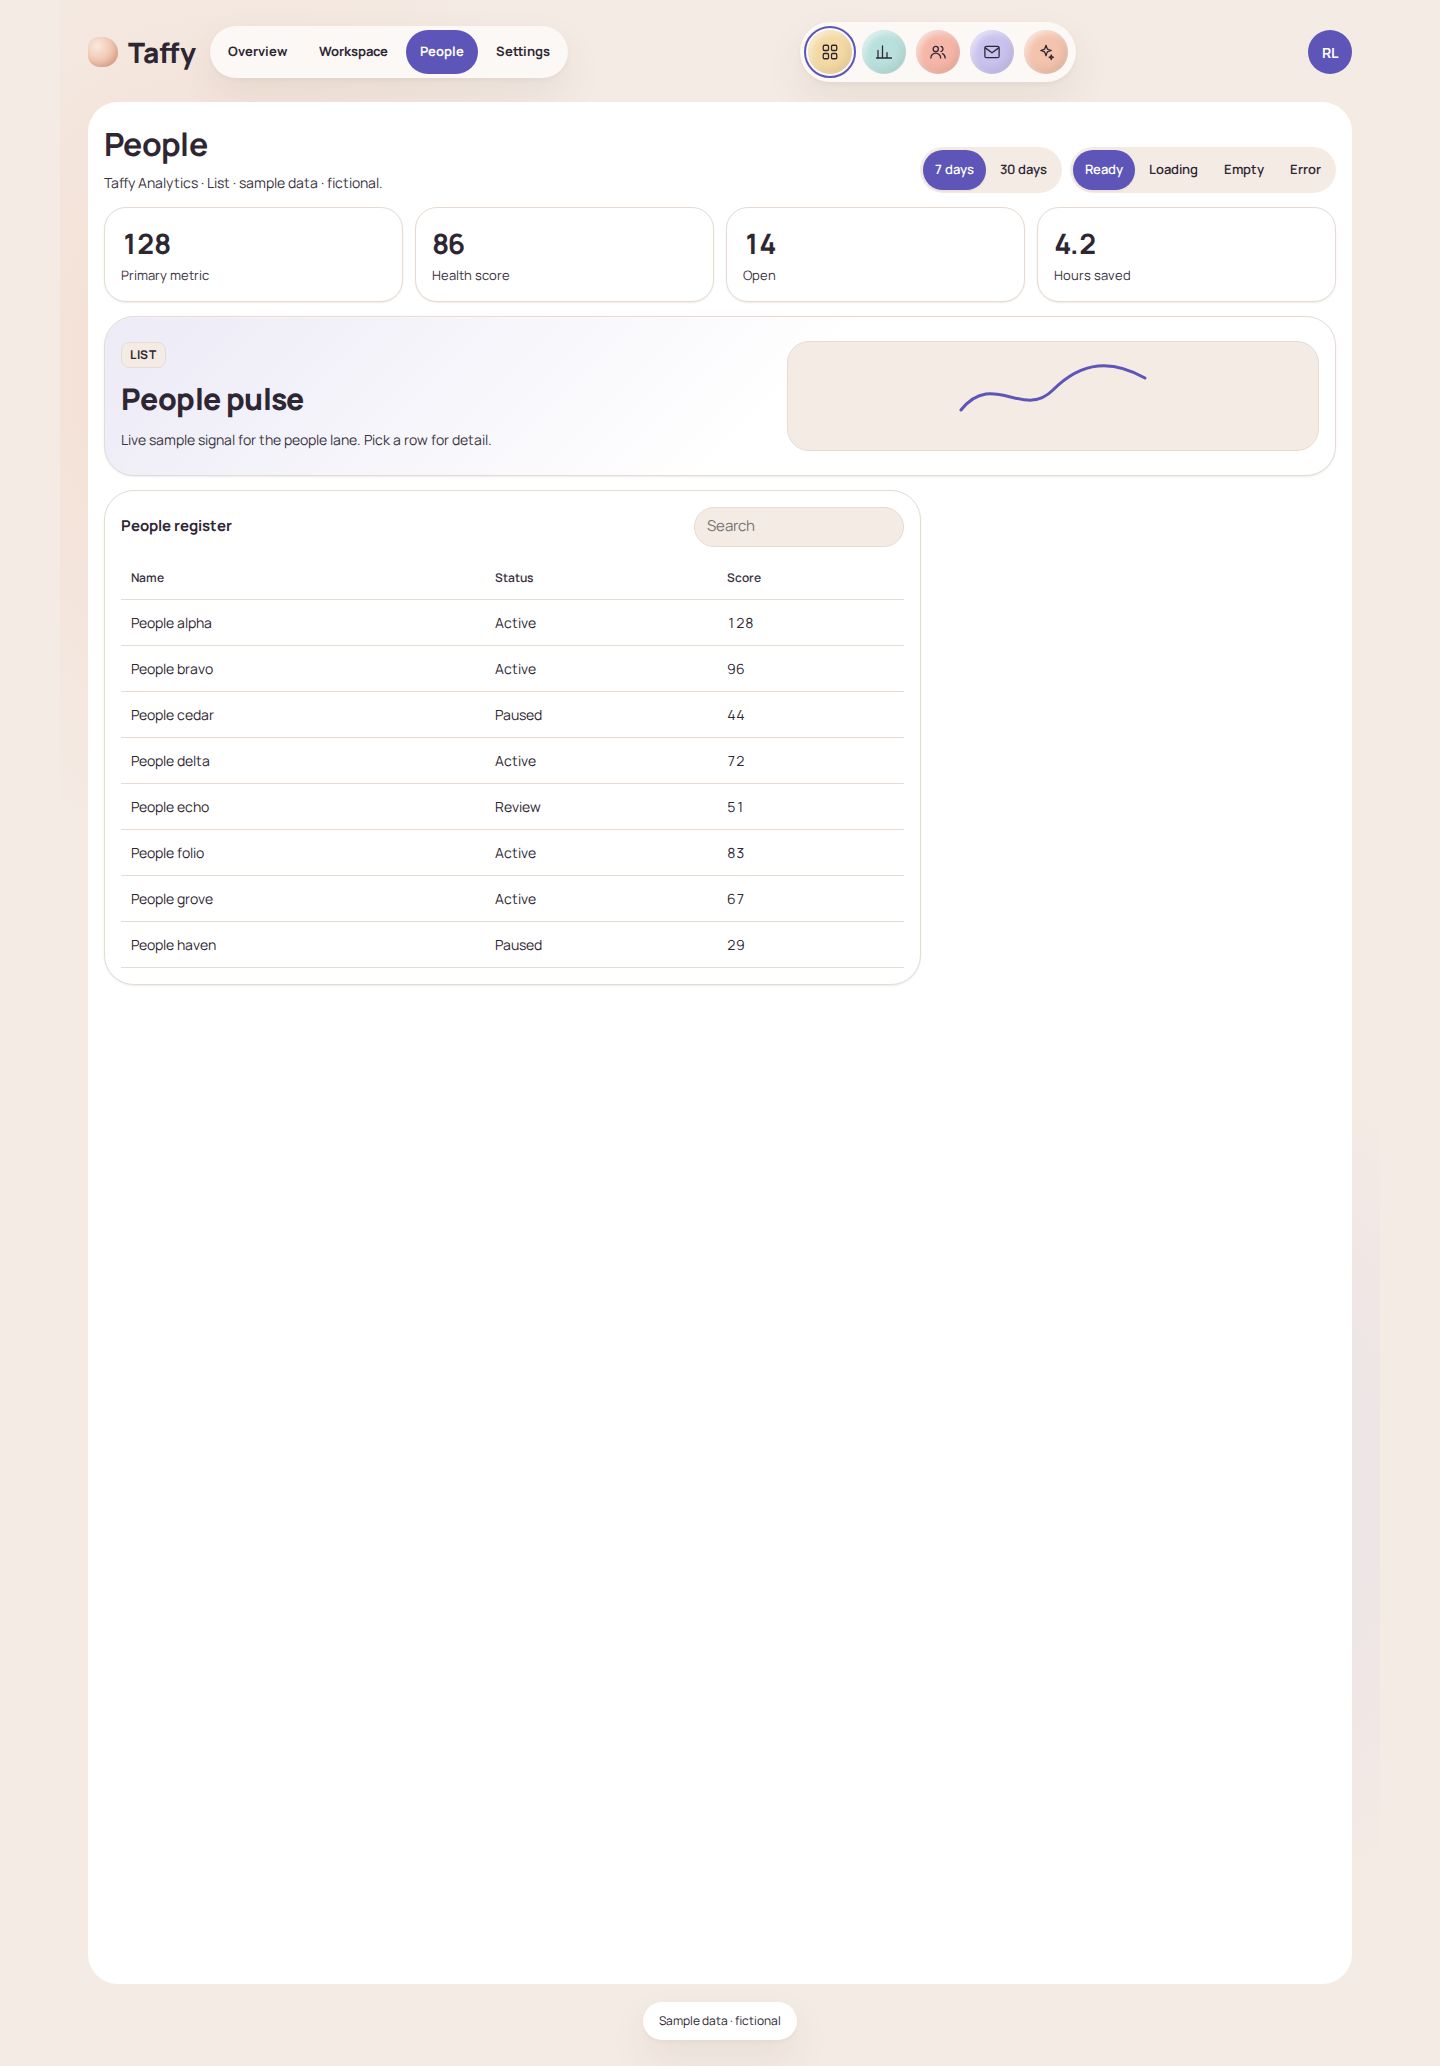 Taffy
Overview Workspace People Settings
RL
People
Taffy Analytics · List · sample data · fictional.
7 days 30 days Ready Loading Empty Error
128
Primary metric
86
Health score
14
Open
4.2
Hours saved
LIST
People pulse
Live sample signal for the people lane. Pick a row for detail.
People register
Search
Name Status Score
People alpha Active 128
People bravo Active 96
People cedar Paused 44
People delta Active 72
People echo Review 51
People folio Active 83
People grove Active 67
People haven Paused 29
Sample data · fictional